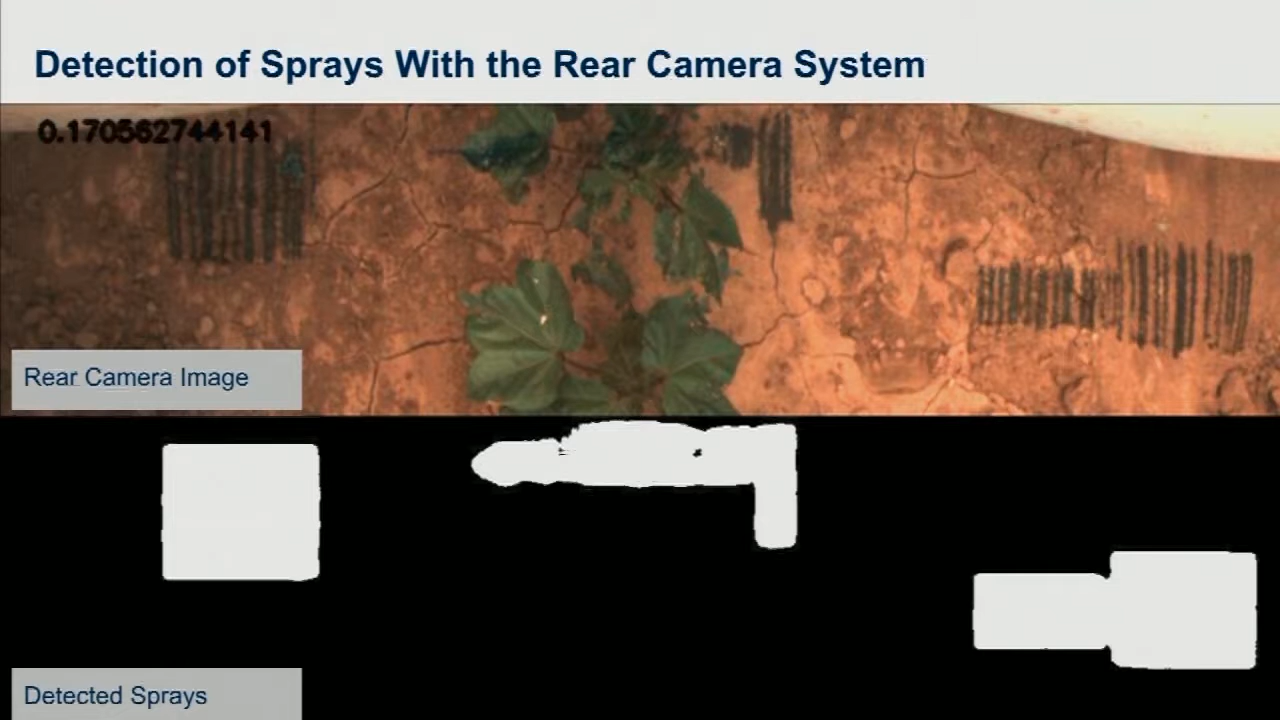 Detection of Sprays With the Rear Camera System
0.170562744141
Rear Camera Image
Detected Sprays